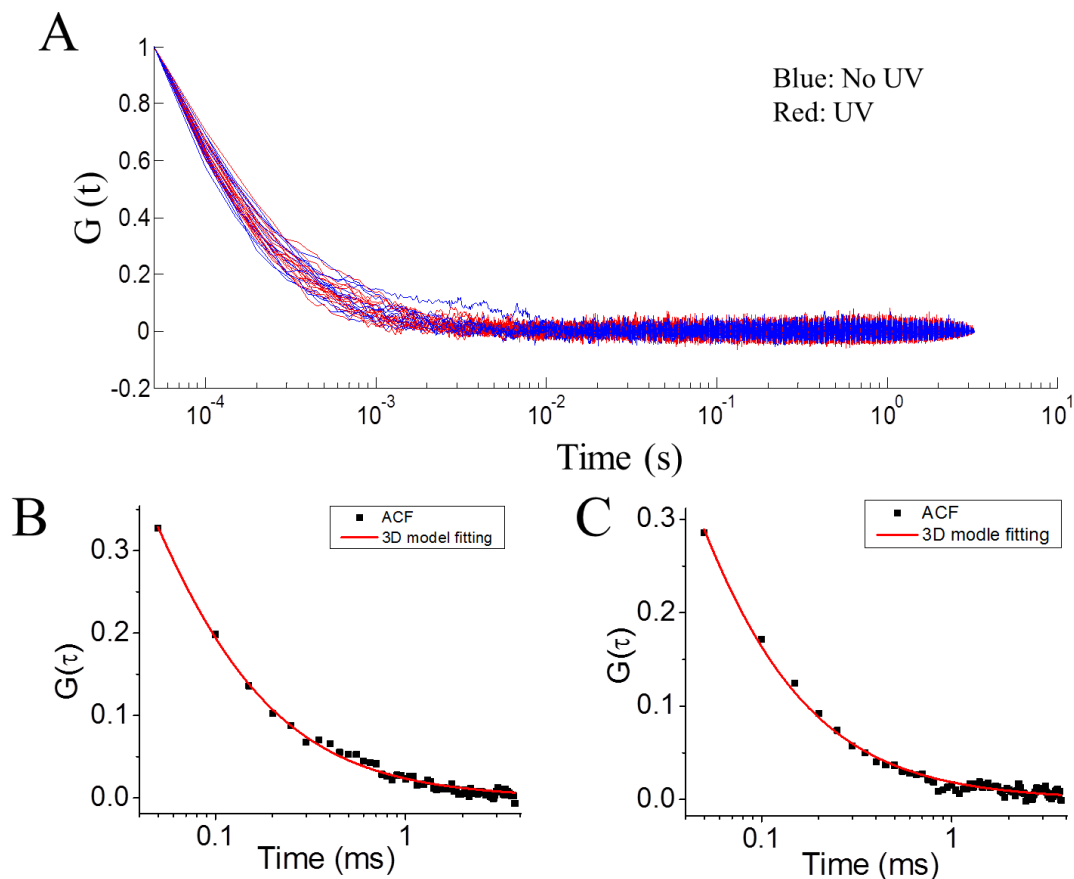 A
Blue: No UV
Red: UV
G (t)
1
0.8
0.6
0.4
0.2
0
-0.2
10^-4
10^-3
10^-2
10^-1
10^0
10^1
Time (s)
B
ACF
3D model fitting
G(τ)
0.3
0.2
0.1
0.0
0.1
1
Time (ms)
C
ACF
3D modle fitting
G(τ)
0.3
0.2
0.1
0.0
0.1
1
Time (ms)